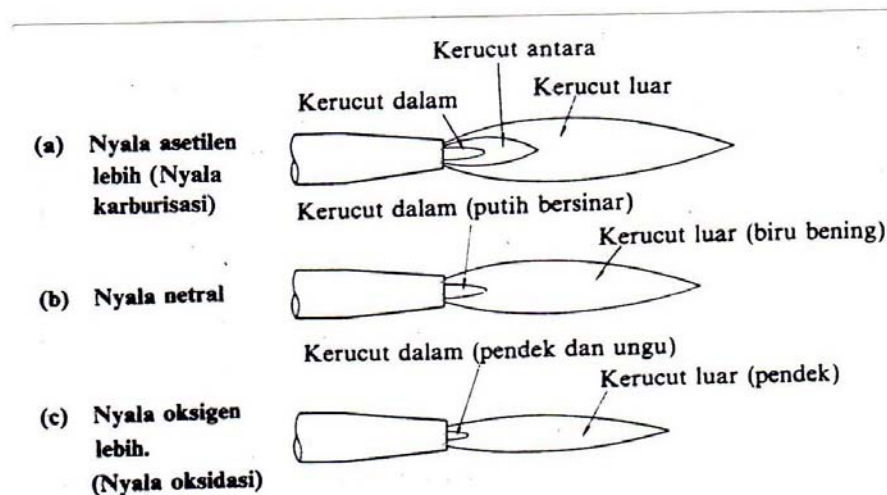 Kerucut antara
Kerucut dalam
Kerucut luar
(a) Nyala asetilen
lebih (Nyala
karburisasi)
Kerucut dalam (putih bersinar)
Kerucut luar (biru bening)
(b) Nyala netral
Kerucut dalam (pendek dan ungu)
Kerucut luar (pendek)
(c) Nyala oksigen
lebih.
(Nyala oksidasi)